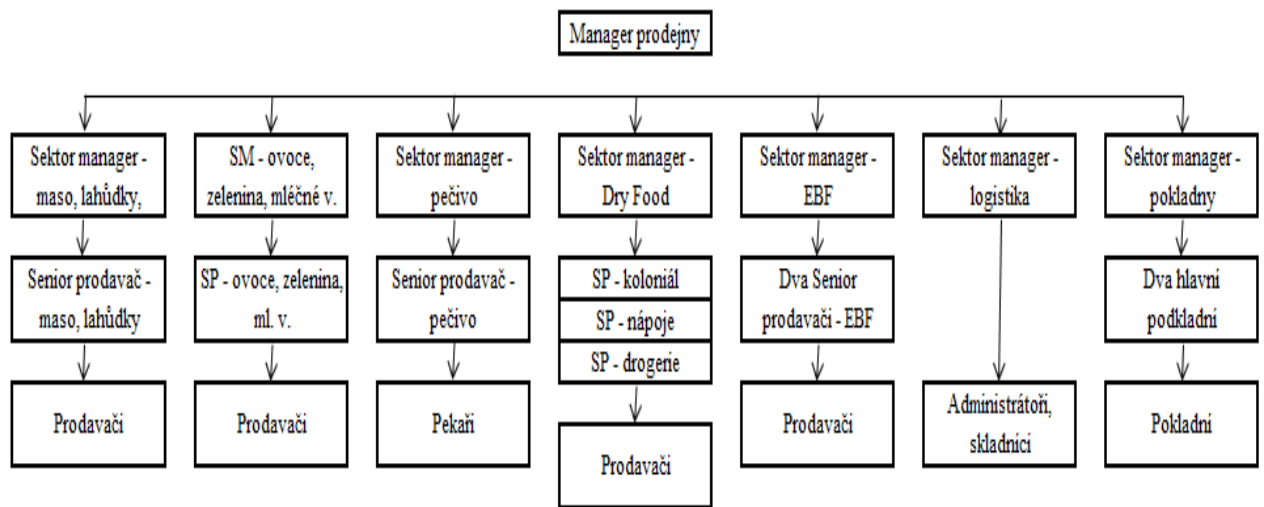 Manager prodejny
Sektor manager -
maso, lahůdky,
SM - ovoce,
zelenina, mléčné v.
Sektor manager -
pečivo
Sektor manager -
Dry Food
Sektor manager -
EBF
Sektor manager -
logistika
Sektor manager -
pokladny
Senior prodavač -
maso, lahůdky
SP - ovoce, zelenina,
ml. v.
Senior prodavač -
pečivo
SP - koloniál
SP - nápoje
SP - drogerie
Dva Senior
prodavači - EBF
Dva hlavní
podkladní
Prodavači
Prodavači
Pekaři
Prodavači
Prodavači
Administrátoři,
skladníci
Pokladní